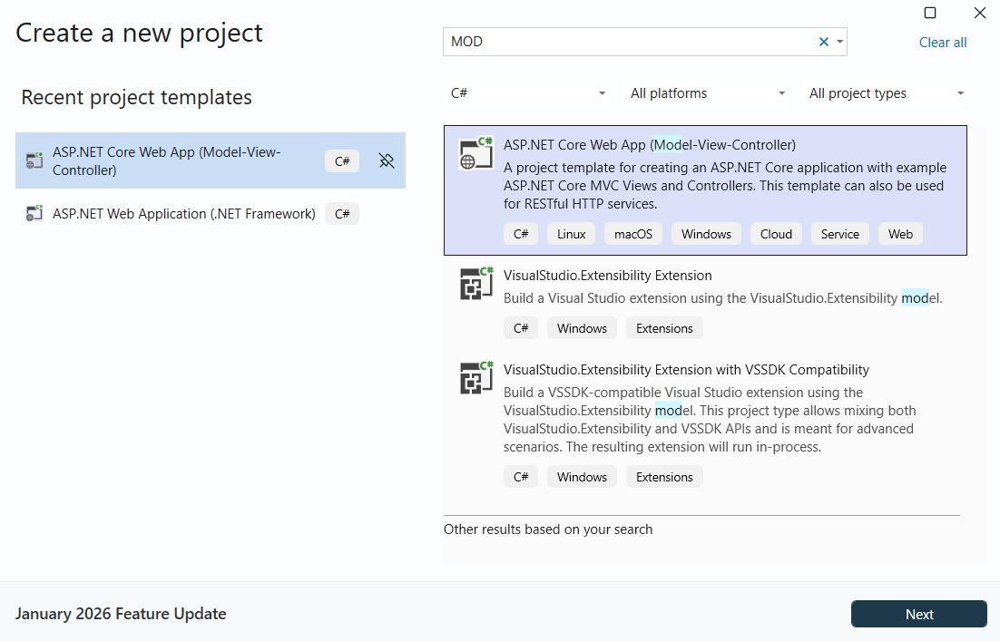 Create a new project
MOD
Clear all
Recent project templates
C#
All platforms
All project types
ASP.NET Core Web App (Model-View-
Controller)
C#
ASP.NET Web Application (.NET Framework)
C#
C#
ASP.NET Core Web App (Model-View-Controller)
A project template for creating an ASP.NET Core application with example
ASP.NET Core MVC Views and Controllers. This template can also be used
for RESTful HTTP services.
C# Linux macOS Windows Cloud Service Web
C#
VisualStudio.Extensibility Extension
Build a Visual Studio extension using the VisualStudio.Extensibility model.
C# Windows Extensions
C#
VisualStudio.Extensibility Extension with VSSDK Compatibility
Build a VSSDK-compatible Visual Studio extension using the
VisualStudio.Extensibility model. This project type allows mixing both
VisualStudio.Extensibility and VSSDK APIs and is meant for advanced
scenarios. The resulting extension will run in-process.
C# Windows Extensions
Other results based on your search
January 2026 Feature Update
Next